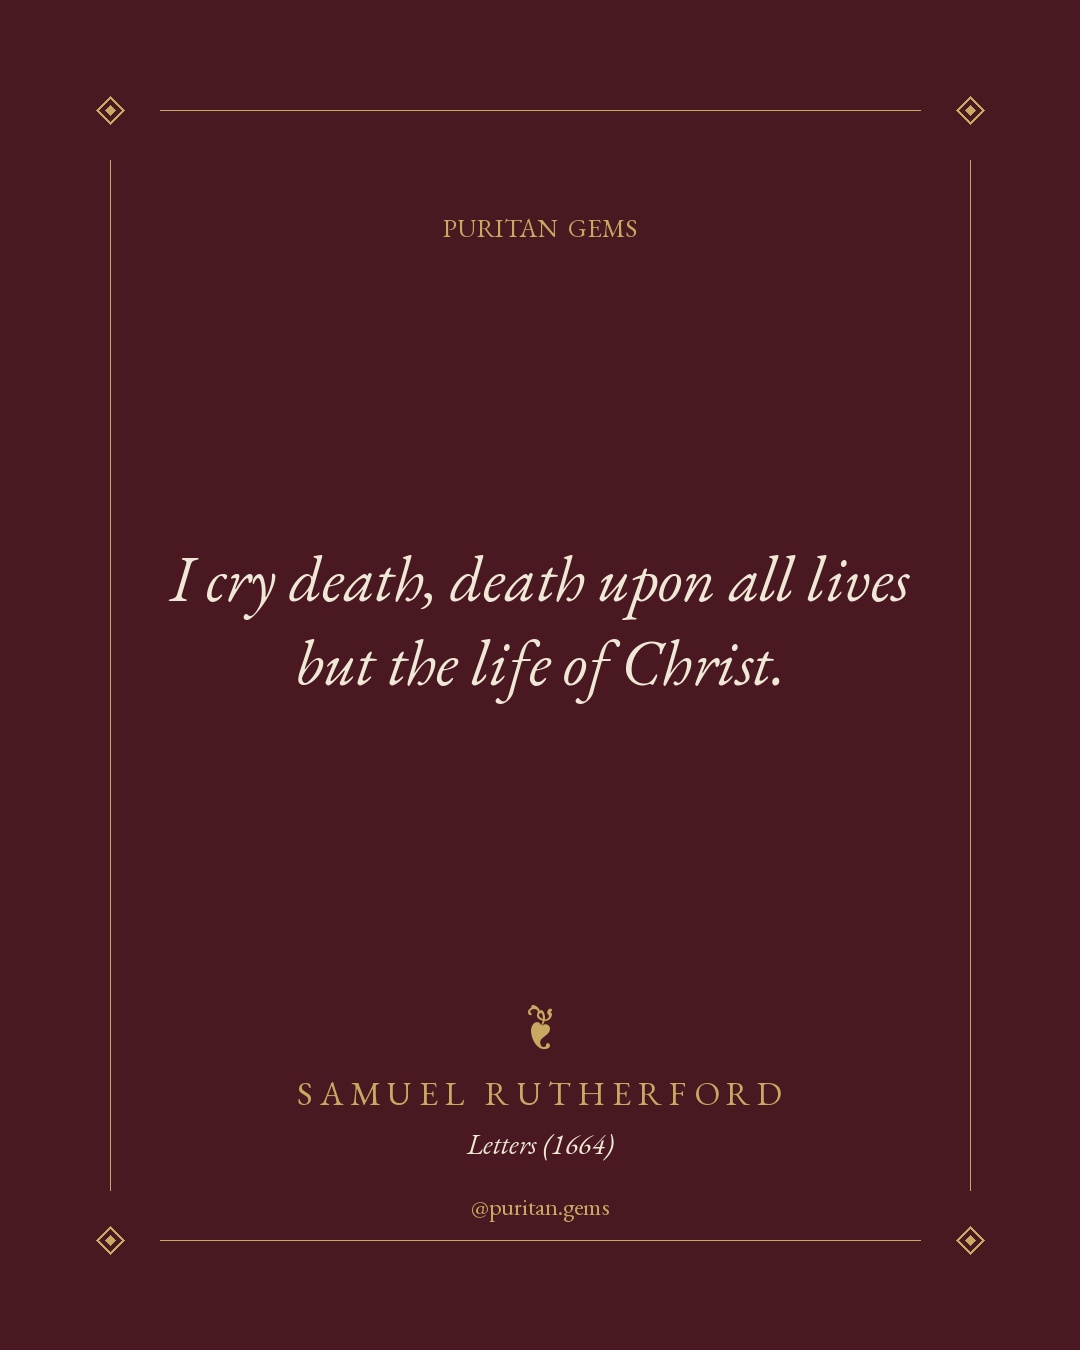 PURITAN GEMS
I cry death, death upon all lives
but the life of Christ.
SAMUEL RUTHERFORD
Letters (1664)
@puritan.gems